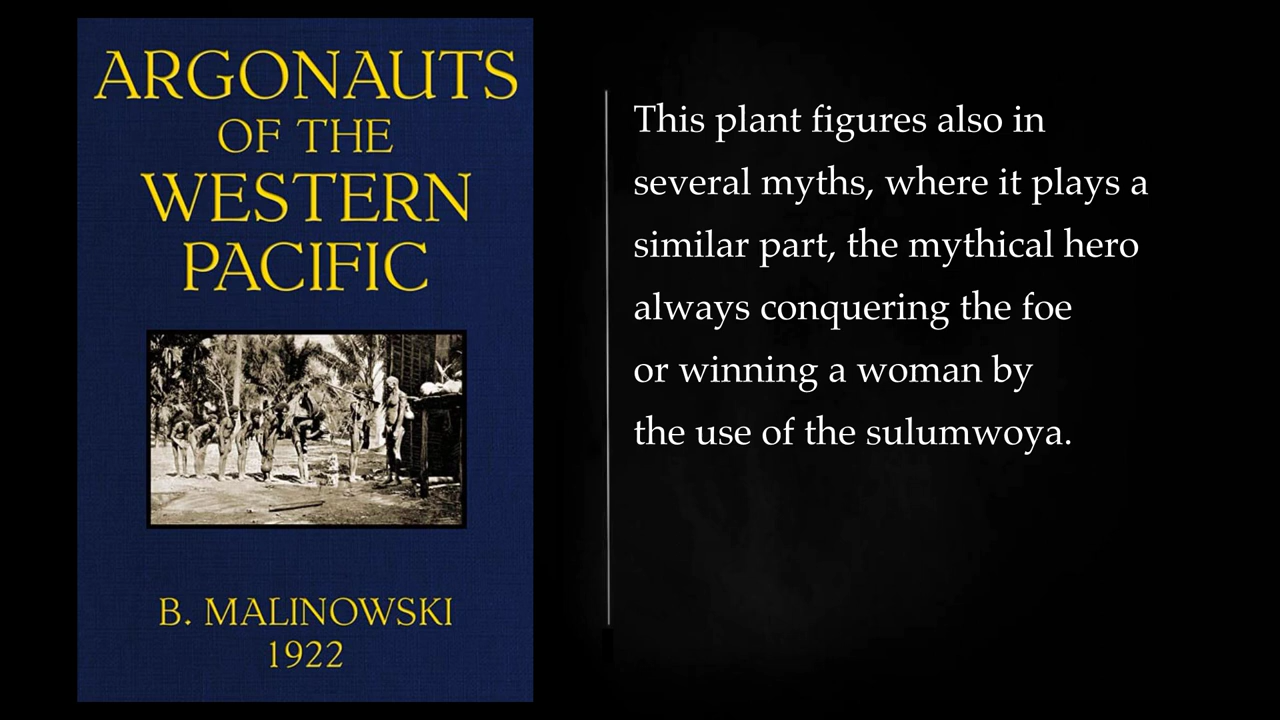 ARGONAUTS
OF THE
WESTERN
PACIFIC
B. MALINOWSKI
1922
This plant figures also in
several myths, where it plays a
similar part, the mythical hero
always conquering the foe
or winning a woman by
the use of the sulumwoya.